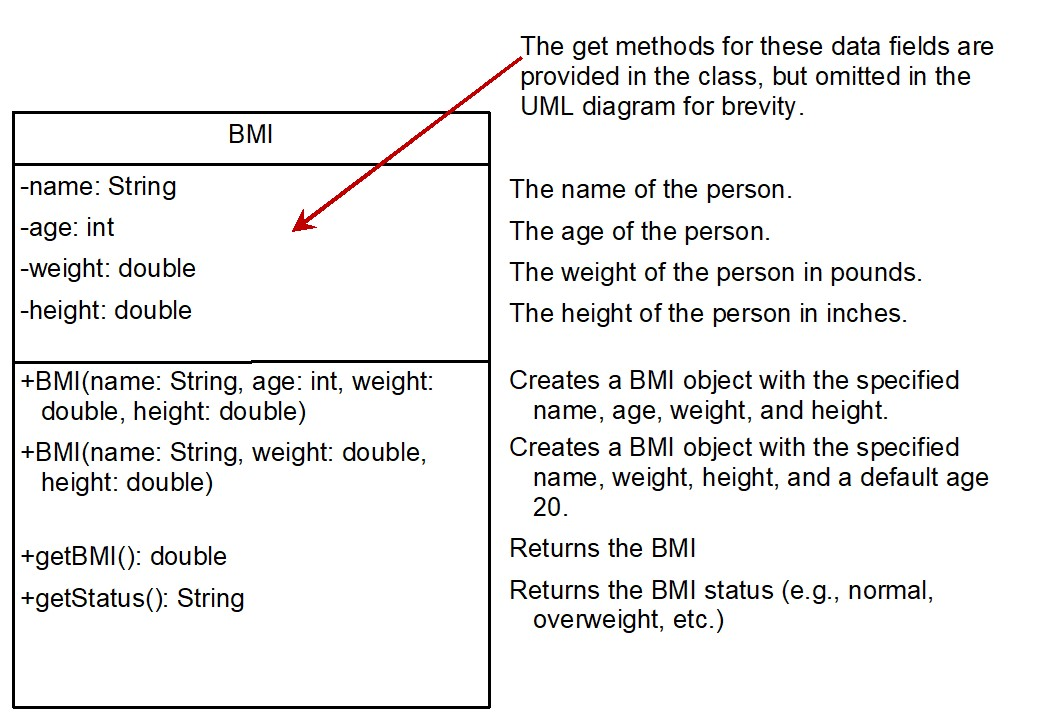 The get methods for these data fields are
provided in the class, but omitted in the
UML diagram for brevity.
BMI
-name: String
The name of the person.
-age: int
The age of the person.
-weight: double
The weight of the person in pounds.
-height: double
The height of the person in inches.
+BMI(name: String, age: int, weight:
double, height: double)
Creates a BMI object with the specified
name, age, weight, and height.
+BMI(name: String, weight: double,
height: double)
Creates a BMI object with the specified
name, weight, height, and a default age
20.
+getBMI(): double
Returns the BMI
+getStatus(): String
Returns the BMI status (e.g., normal,
overweight, etc.)